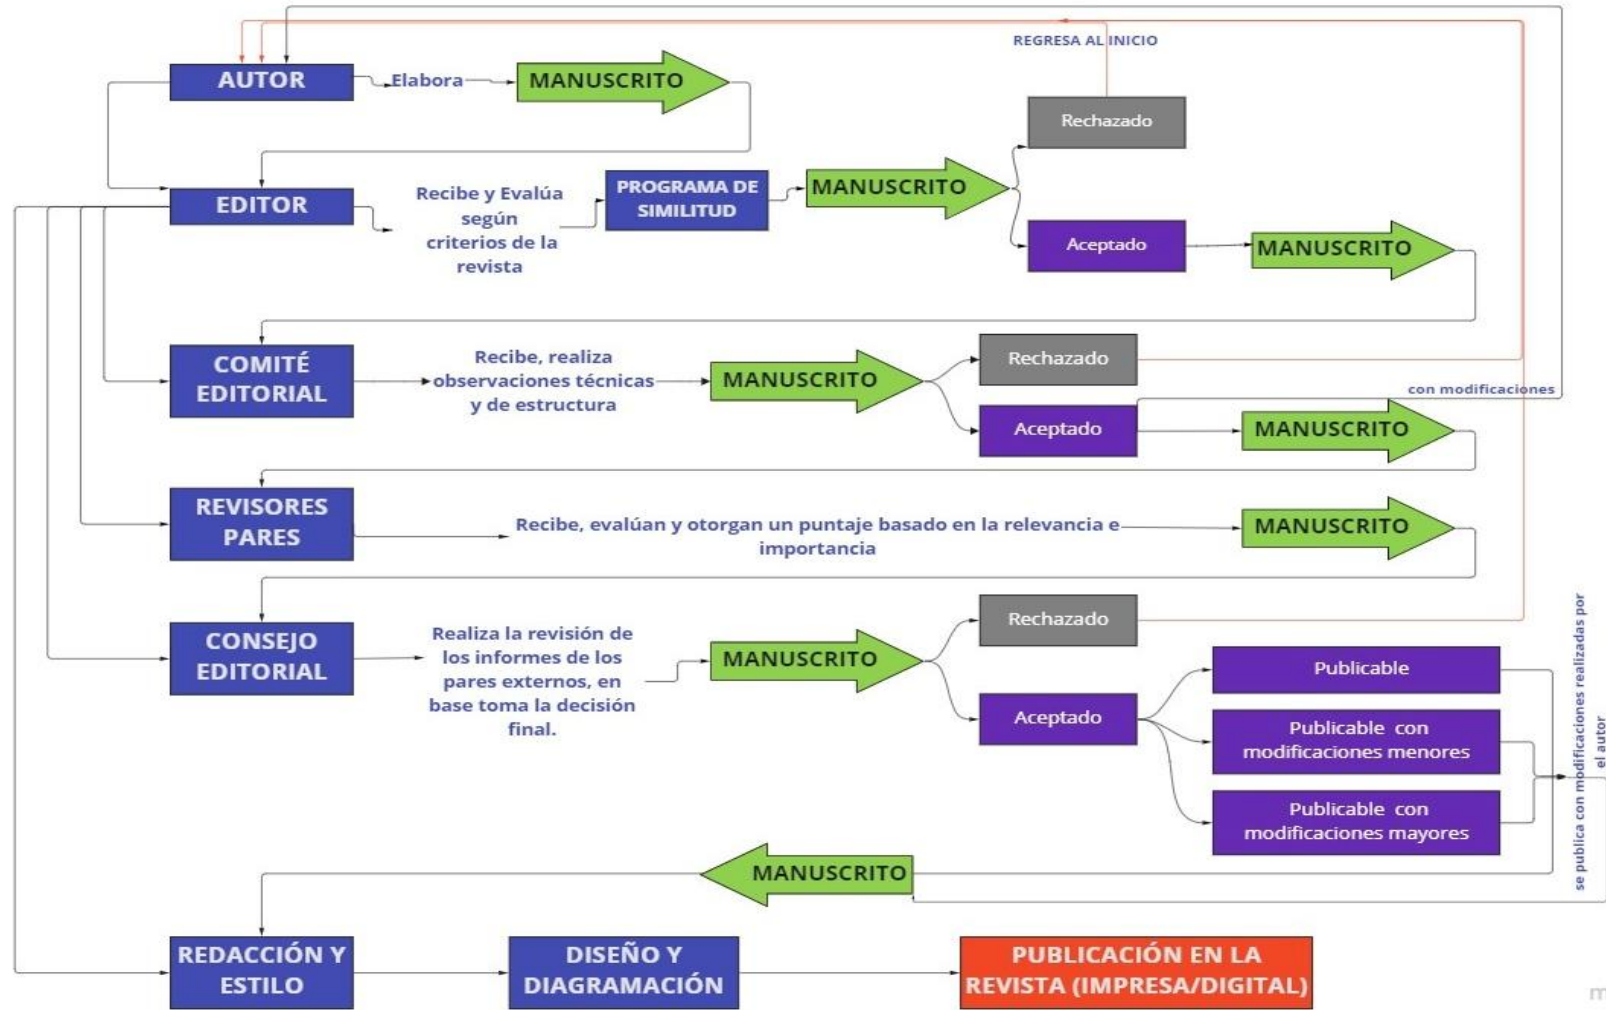 REGRESA AL INICIO
AUTOR
Elabora
MANUSCRITO
Rechazado
EDITOR
Recibe y Evalúa
según
criterios de la
revista
PROGRAMA DE
SIMILITUD
MANUSCRITO
Aceptado
MANUSCRITO
COMITÉ
EDITORIAL
Recibe, realiza
observaciones técnicas
y de estructura
MANUSCRITO
Rechazado
Aceptado
con modificaciones
MANUSCRITO
REVISORES
PARES
Recibe, evalúan y otorgan un puntaje basado en la relevancia e
importancia
MANUSCRITO
CONSEJO
EDITORIAL
Realiza la revisión de
los informes de los
pares externos, en
base toma la decisión
final.
MANUSCRITO
Rechazado
Aceptado
Publicable
Publicable con
modificaciones menores
Publicable con
modificaciones mayores
se publica con modificaciones realizadas por
el autor
MANUSCRITO
REDACCIÓN Y
ESTILO
DISEÑO Y
DIAGRAMACIÓN
PUBLICACIÓN EN LA
REVISTA (IMPRESA/DIGITAL)